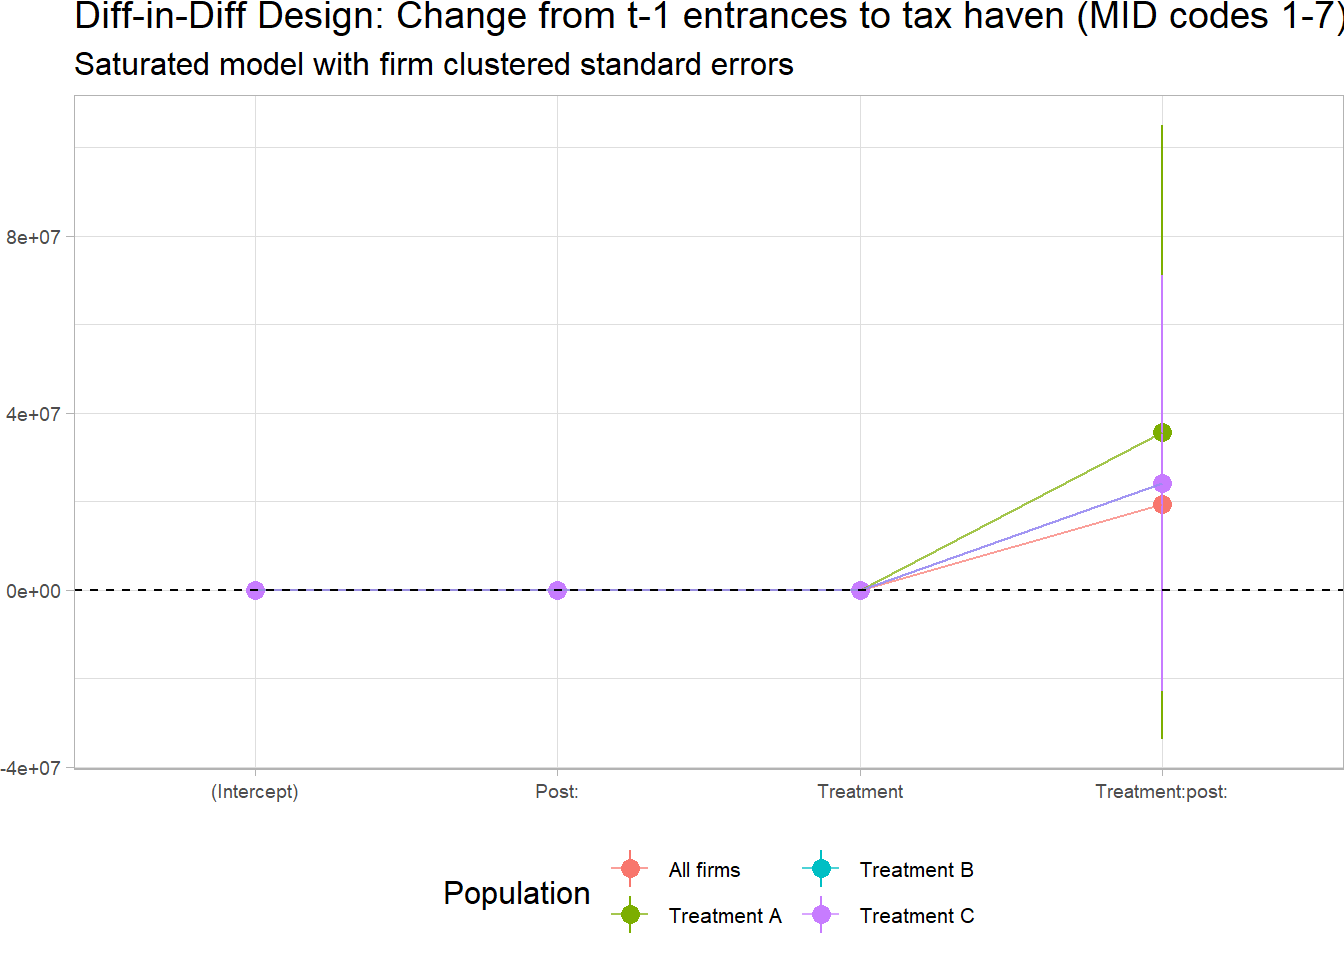 Diff-in-Diff Design: Change from t-1 entrances to tax haven (MID codes 1-7)
Saturated model with firm clustered standard errors
8e+07
4e+07
0e+00
-4e+07
(Intercept) Post: Treatment Treatment:post:
Population
All firms Treatment B
Treatment A Treatment C